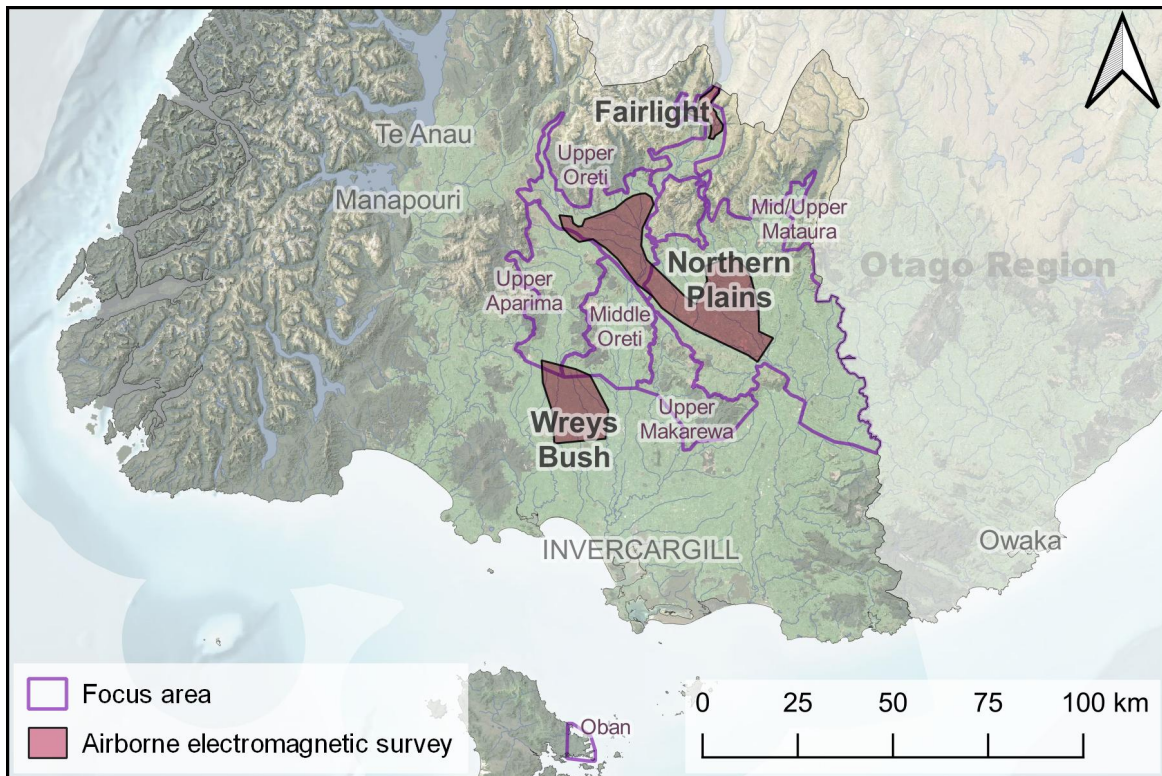 Fairlight
Te Anau
Upper
Oreti
Manapouri
Mid/Upper
Mataura
Northern
Plains
Otago Region
Upper
Aparima
Middle
Oreti
Upper
Makarewa
Wreys
Bush
INVERCARGILL
Owaka
Focus area
Airborne electromagnetic survey
Oban
0 25 50 75 100 km